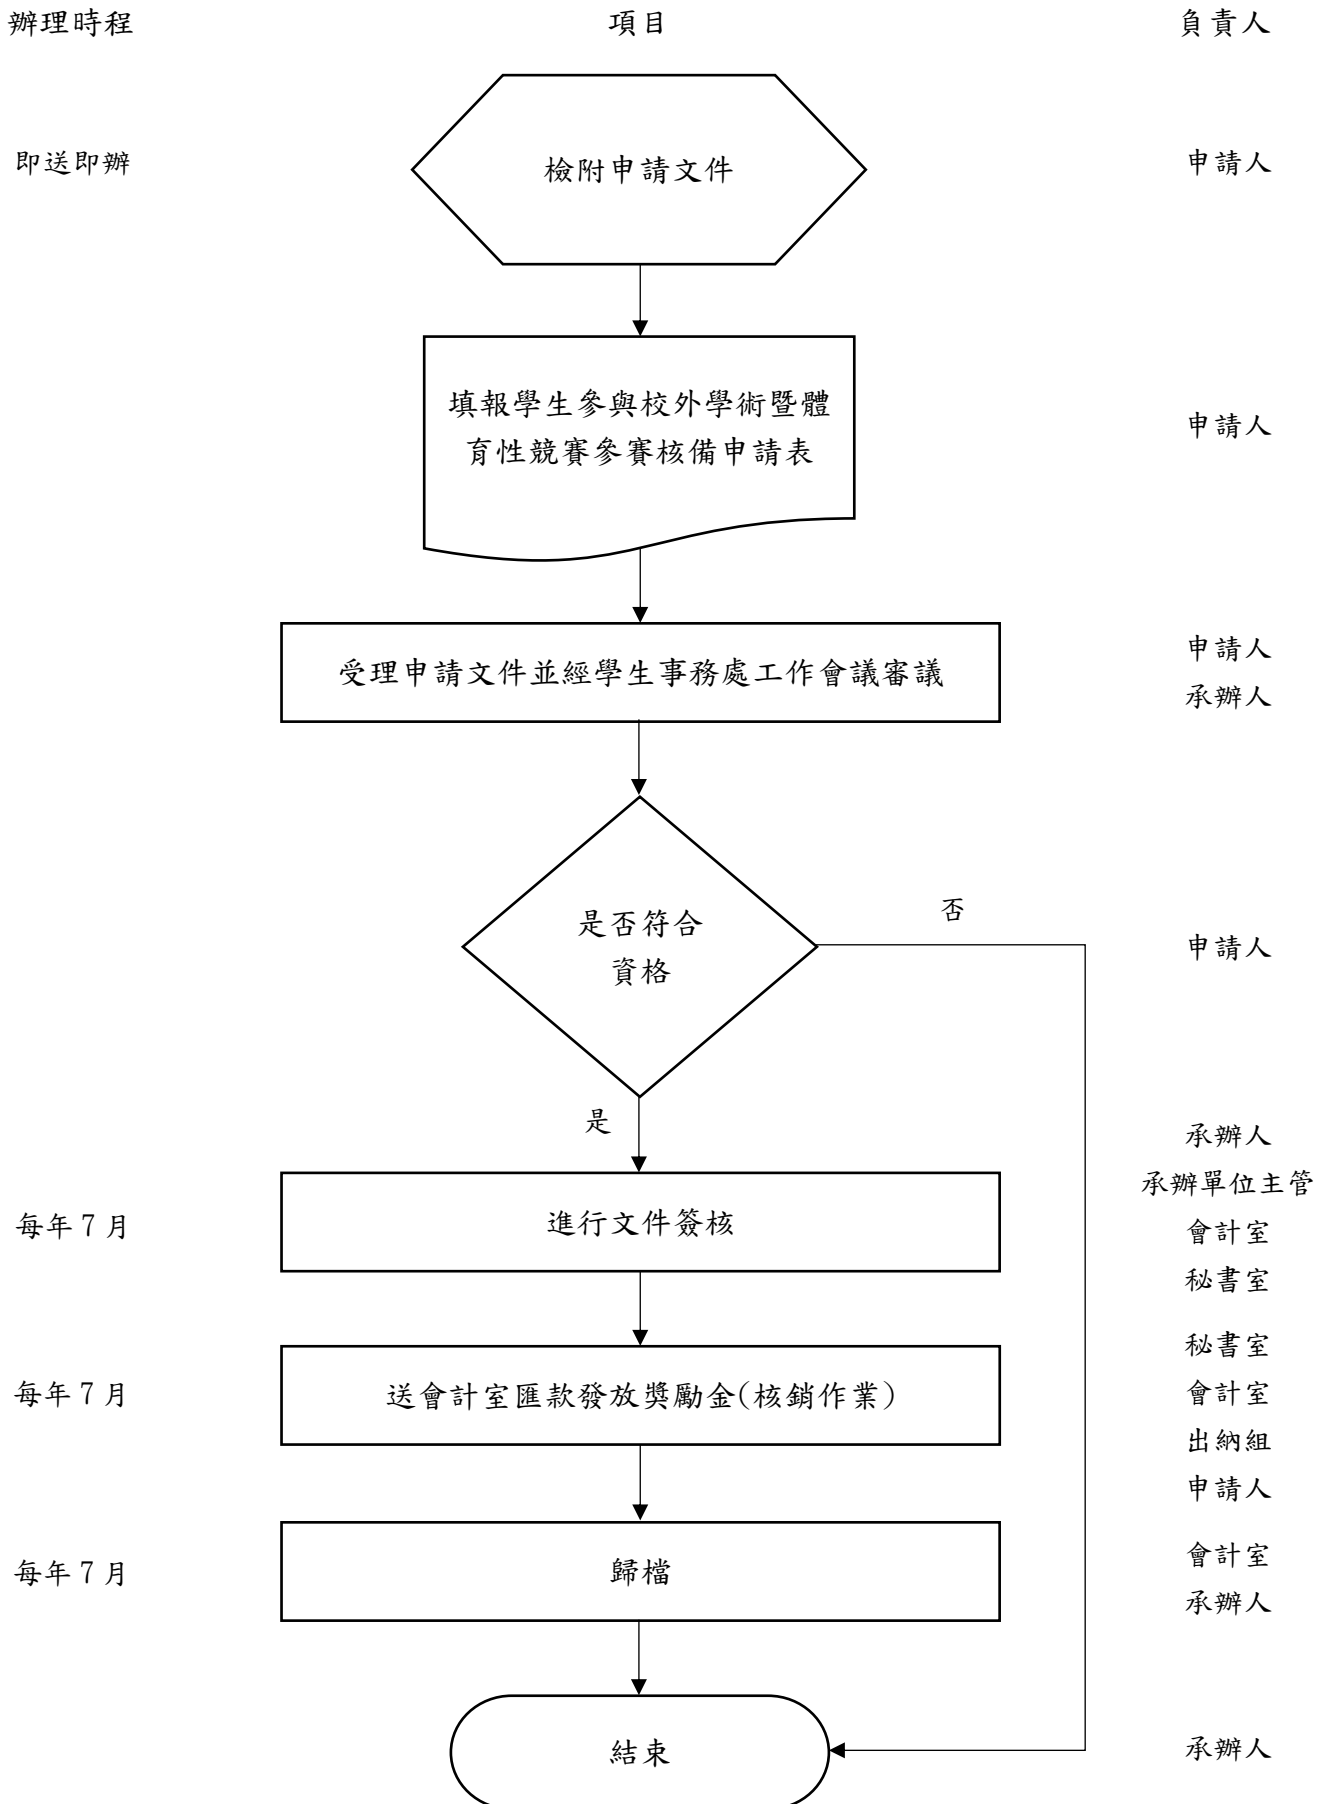 辦理時程
項目
負責人
即送即辦
檢附申請文件
申請人
填報學生參與校外學術暨體
育性競賽參賽核備申請表
申請人
受理申請文件並經學生事務處工作會議審議
申請人
承辦人
是否符合
資格
否
申請人
是
每年7月
進行文件簽核
承辦人
承辦單位主管
會計室
秘書室
每年7月
送會計室匯款發放獎勵金(核銷作業)
秘書室
會計室
出納組
申請人
每年7月
歸檔
會計室
承辦人
結束
承辦人